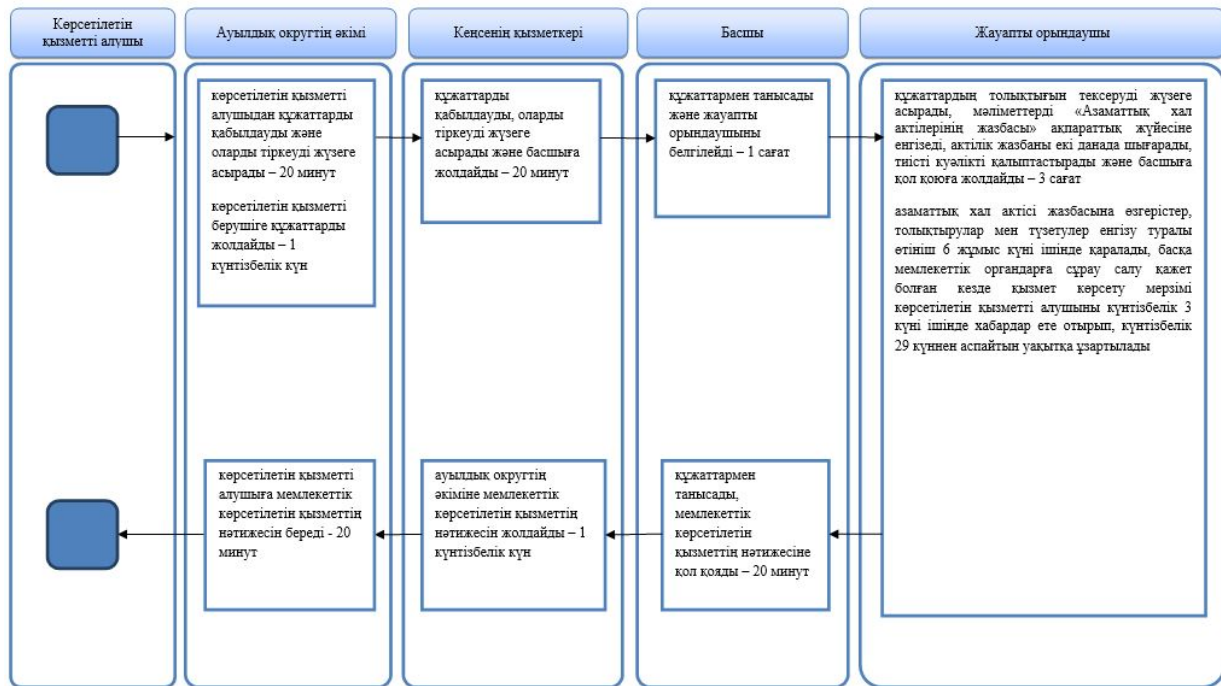 Көрсетілетін
қызметті алушы
Ауылдық округтің әкімі
Кеңсенің қызметкері
Басшы
Жауапты орындаушы
көрсетілетін қызметті
алушыдан құжаттарды
қабылдауды және
оларды тіркеуді жүзеге
асырады – 20 минут
көрсетілетін қызметті
берушіге құжаттарды
жолдайды – 1
күнтізбелік күн
құжаттарды
қабылдауды, оларды
тіркеуді жүзеге
асырады және басшыға
жолдайды – 20 минут
құжаттармен танысады
және жауапты
орындаушыны
белгілейді – 1 сағат
құжаттардың толықтығын тексеруді жүзеге
асырады, мәліметтерді «Азаматтық хал
актілерінің жазбасы» ақпараттық жүйесіне
енгізеді, актілік жазбаны екі данада шығарады,
тиісті куәлікті қалыптастырады және басшыға
қол қоюға жолдайды – 3 сағат
азаматтық хал актісі жазбасына өзгерістер,
толықтырулар мен түзетулер енгізу туралы
өтініш 6 жұмыс күні ішінде қаралады, басқа
мемлекеттік органдарға сұрау салу қажет
болған кезде қызмет көрсету мерзімі
көрсетілетін қызметті алушыны күнтізбелік 3
күні ішінде хабардар ете отырып, күнтізбелік
29 күннен аспайтын уақытқа ұзартылады
көрсетілетін қызметті
алушыға мемлекеттік
көрсетілетін қызметтің
нәтижесін береді - 20
минут
ауылдық округтің
әкіміне мемлекеттік
көрсетілетін қызметтің
нәтижесін жолдайды – 1
күнтізбелік күн
құжаттармен
танысады,
мемлекеттік
көрсетілетін
қызметтің нәтижесіне
қол қояды – 20 минут